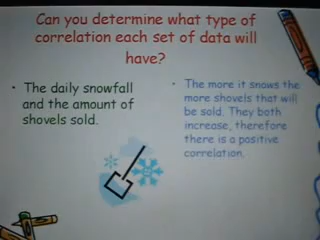 Can you determine what type of
correlation each set of data will
have?
• The daily snowfall
and the amount of
shovels sold.
• The more it snows the
more shovels that will
be sold. They both
increase, therefore
there is a positive
correlation.